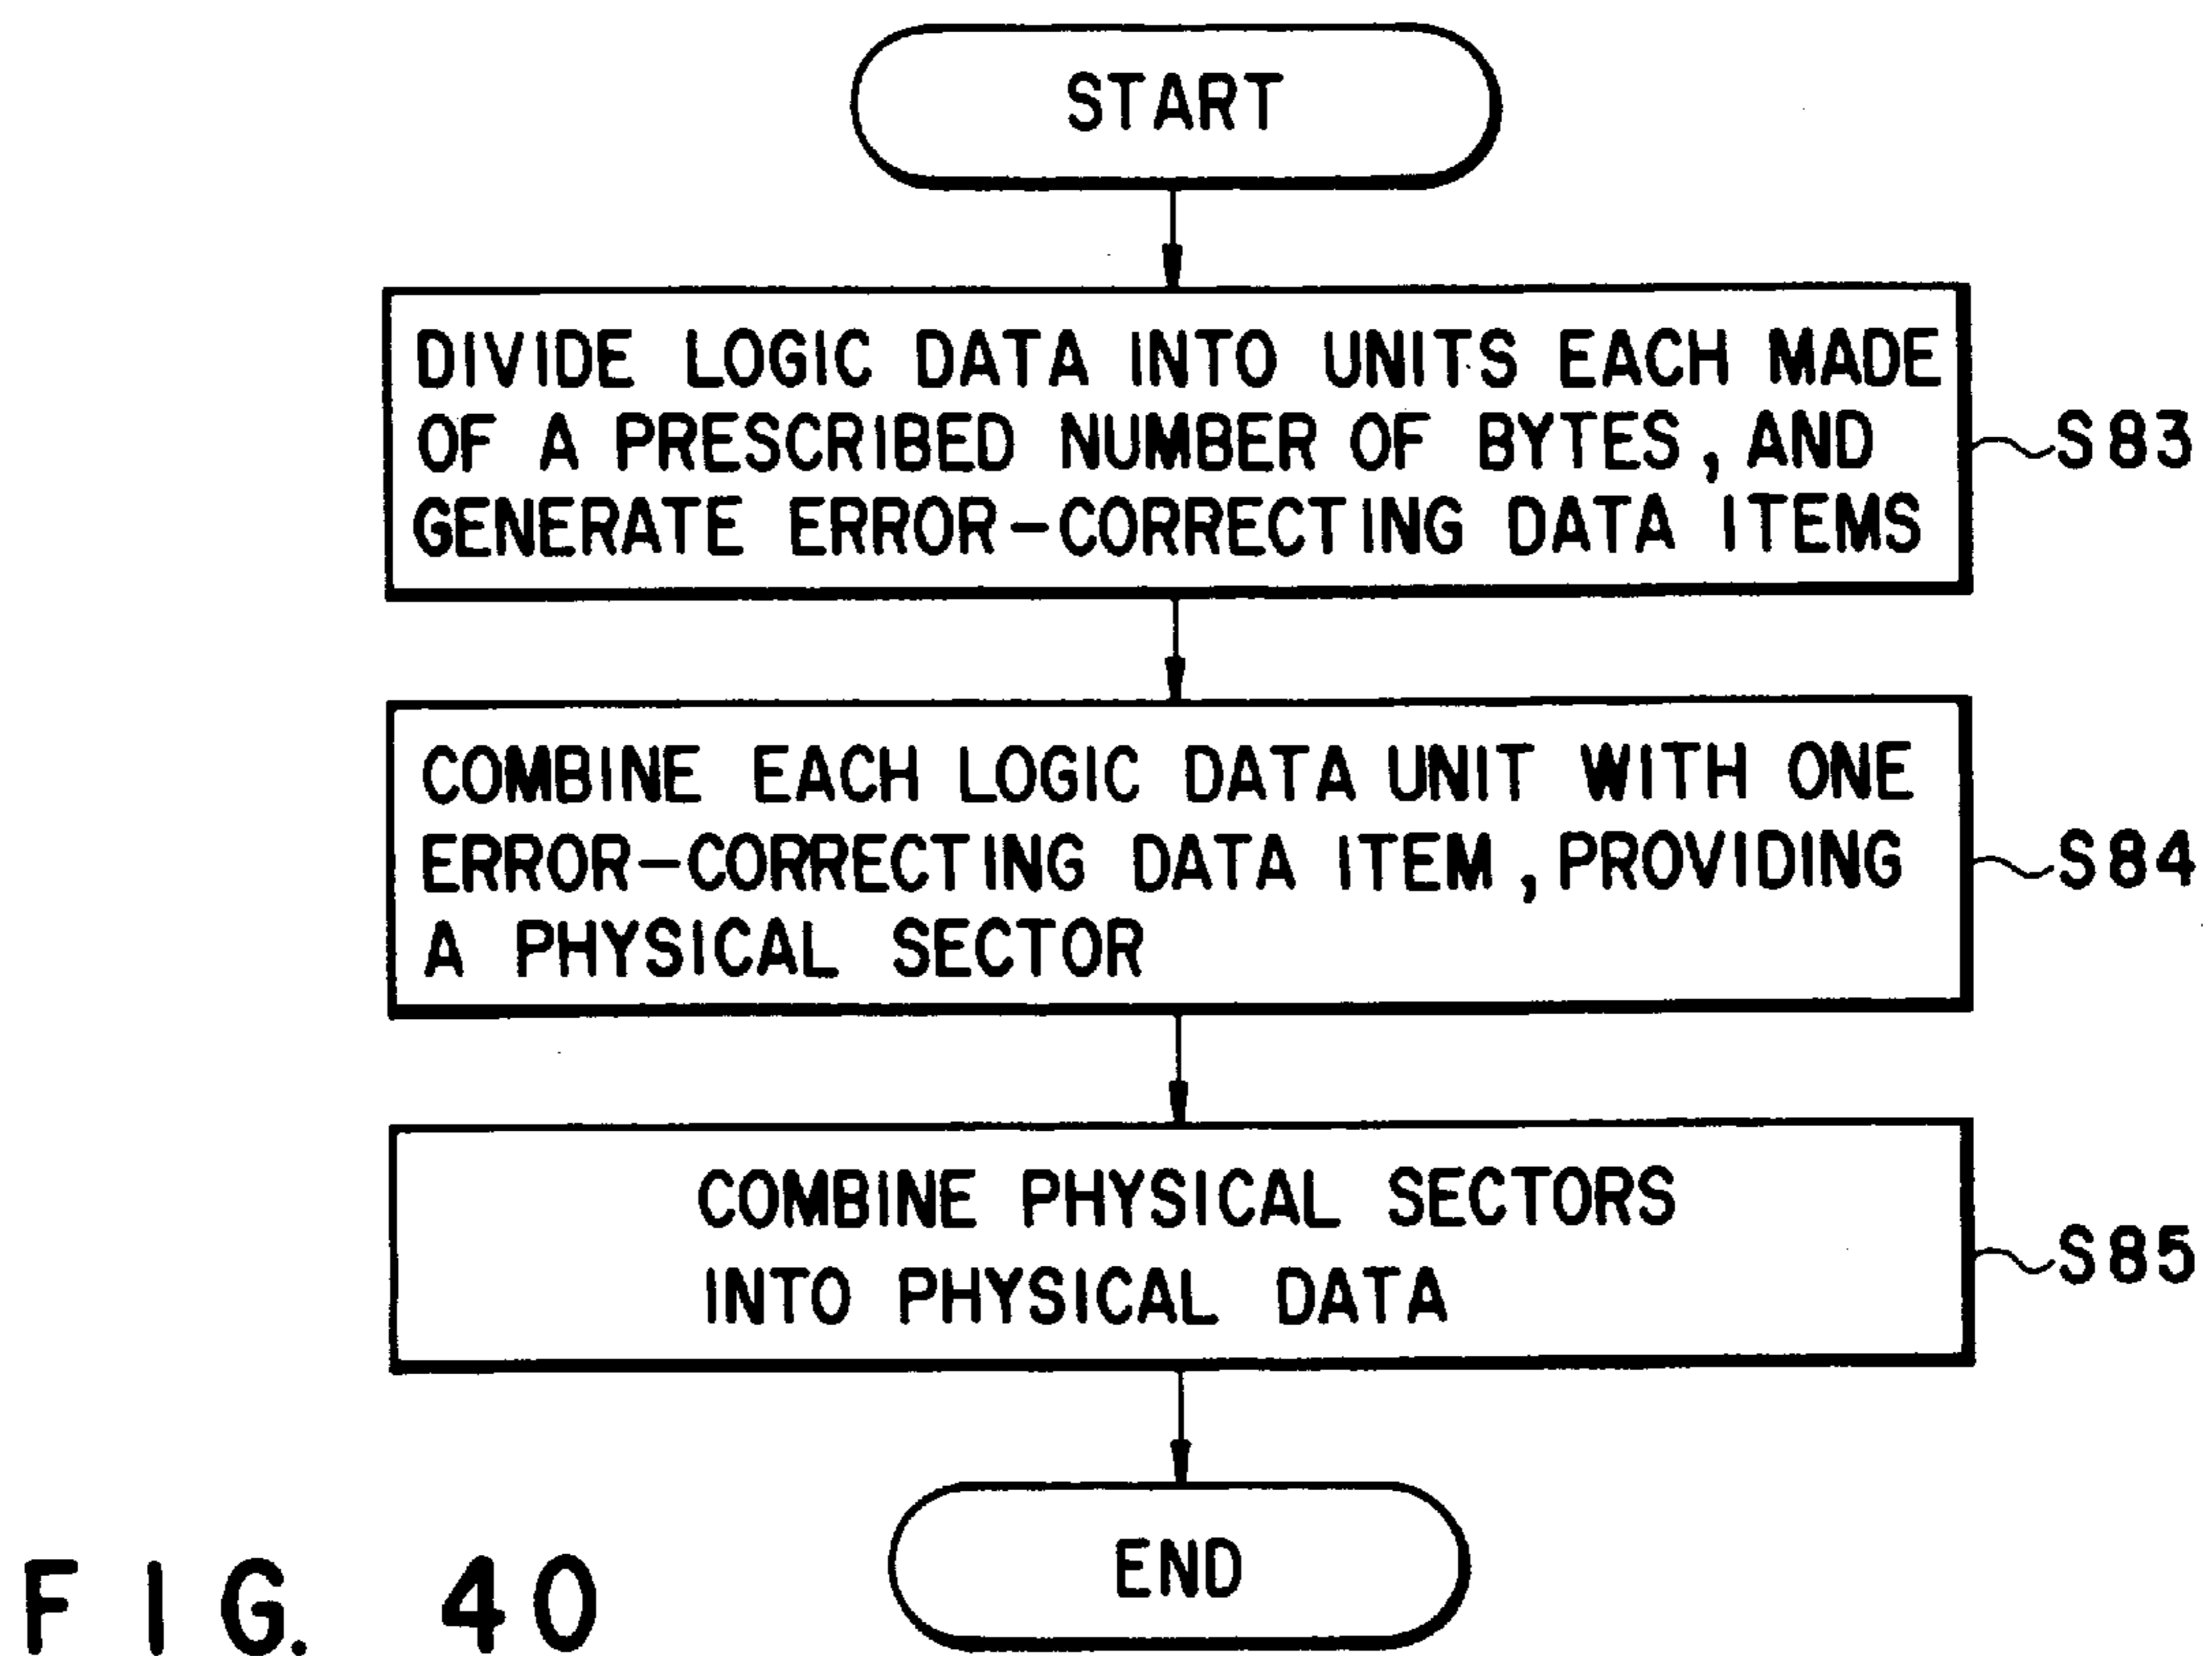 START
DIVIDE LOGIC DATA INTO UNITS EACH MADE
OF A PRESCRIBED NUMBER OF BYTES, AND
GENERATE ERROR-CORRECTING DATA ITEMS
S83
COMBINE EACH LOGIC DATA UNIT WITH ONE
ERROR-CORRECTING DATA ITEM, PROVIDING
A PHYSICAL SECTOR
S84
COMBINE PHYSICAL SECTORS
INTO PHYSICAL DATA
S85
END
FIG. 40